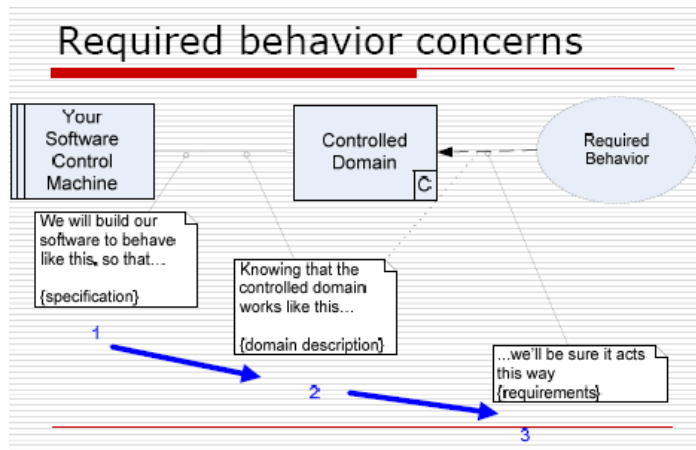 Required behavior concerns
Your
Software
Control
Machine
Controlled
Domain
C
Required
Behavior
We will build our
software to behave
like this, so that...
{specification}
Knowing that the
controlled domain
works like this...
{domain description}
...we'll be sure it acts
this way
{requirements}
1
2
3